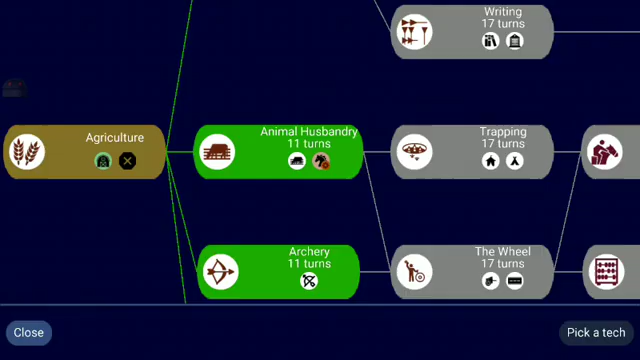 Writing
17 turns
Agriculture
Animal Husbandry
11 turns
Trapping
17 turns
Archery
11 turns
The Wheel
17 turns
Close
Pick a tech